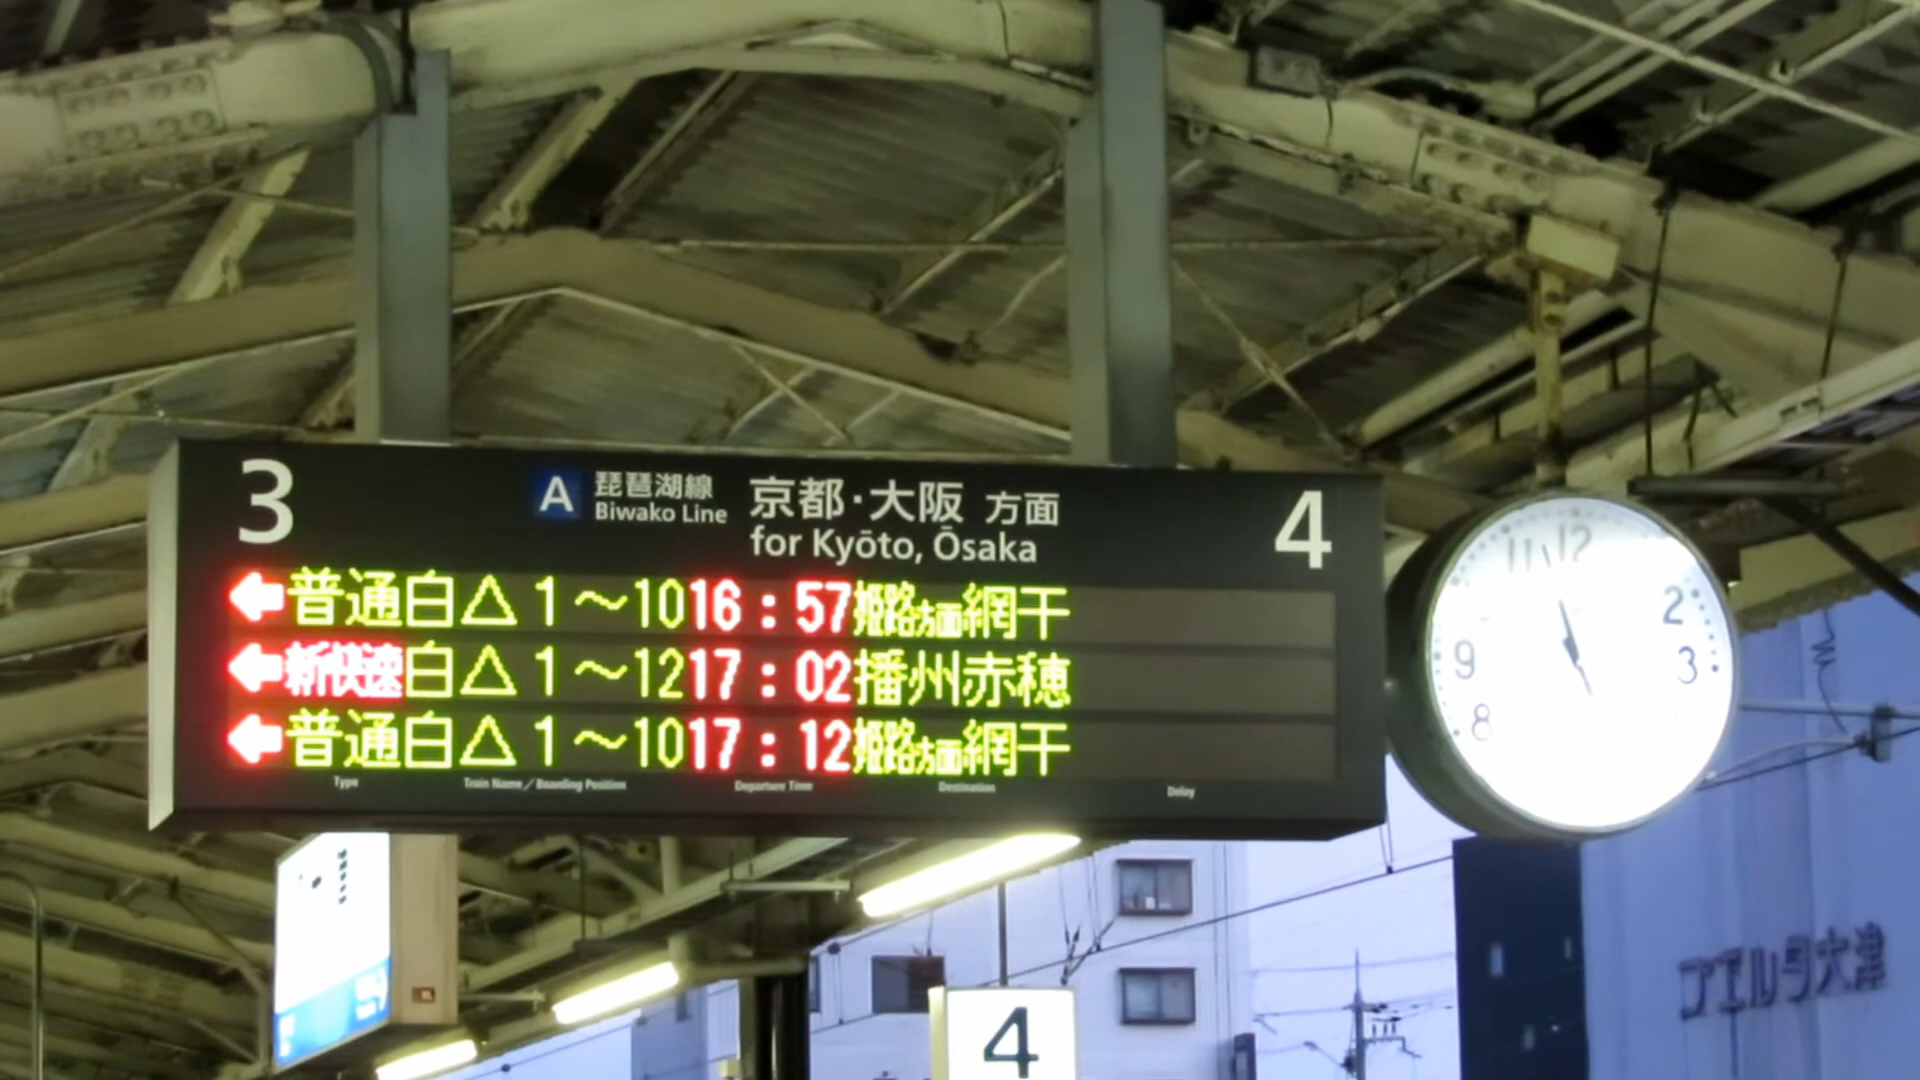 3
A 琵琶湖線 京都・大阪 方面
Biwako Line for Kyōto, Ōsaka
4
←普通 白△ 1～10 16:57 姫路方面網干
←新快速 白△ 1～12 17:02 播州赤穂
←普通 白△ 1～10 17:12 姫路方面網干
Type Train Name／Boarding Position Departure Time Destination Delay
11 12
2
9 3
8
4
大津